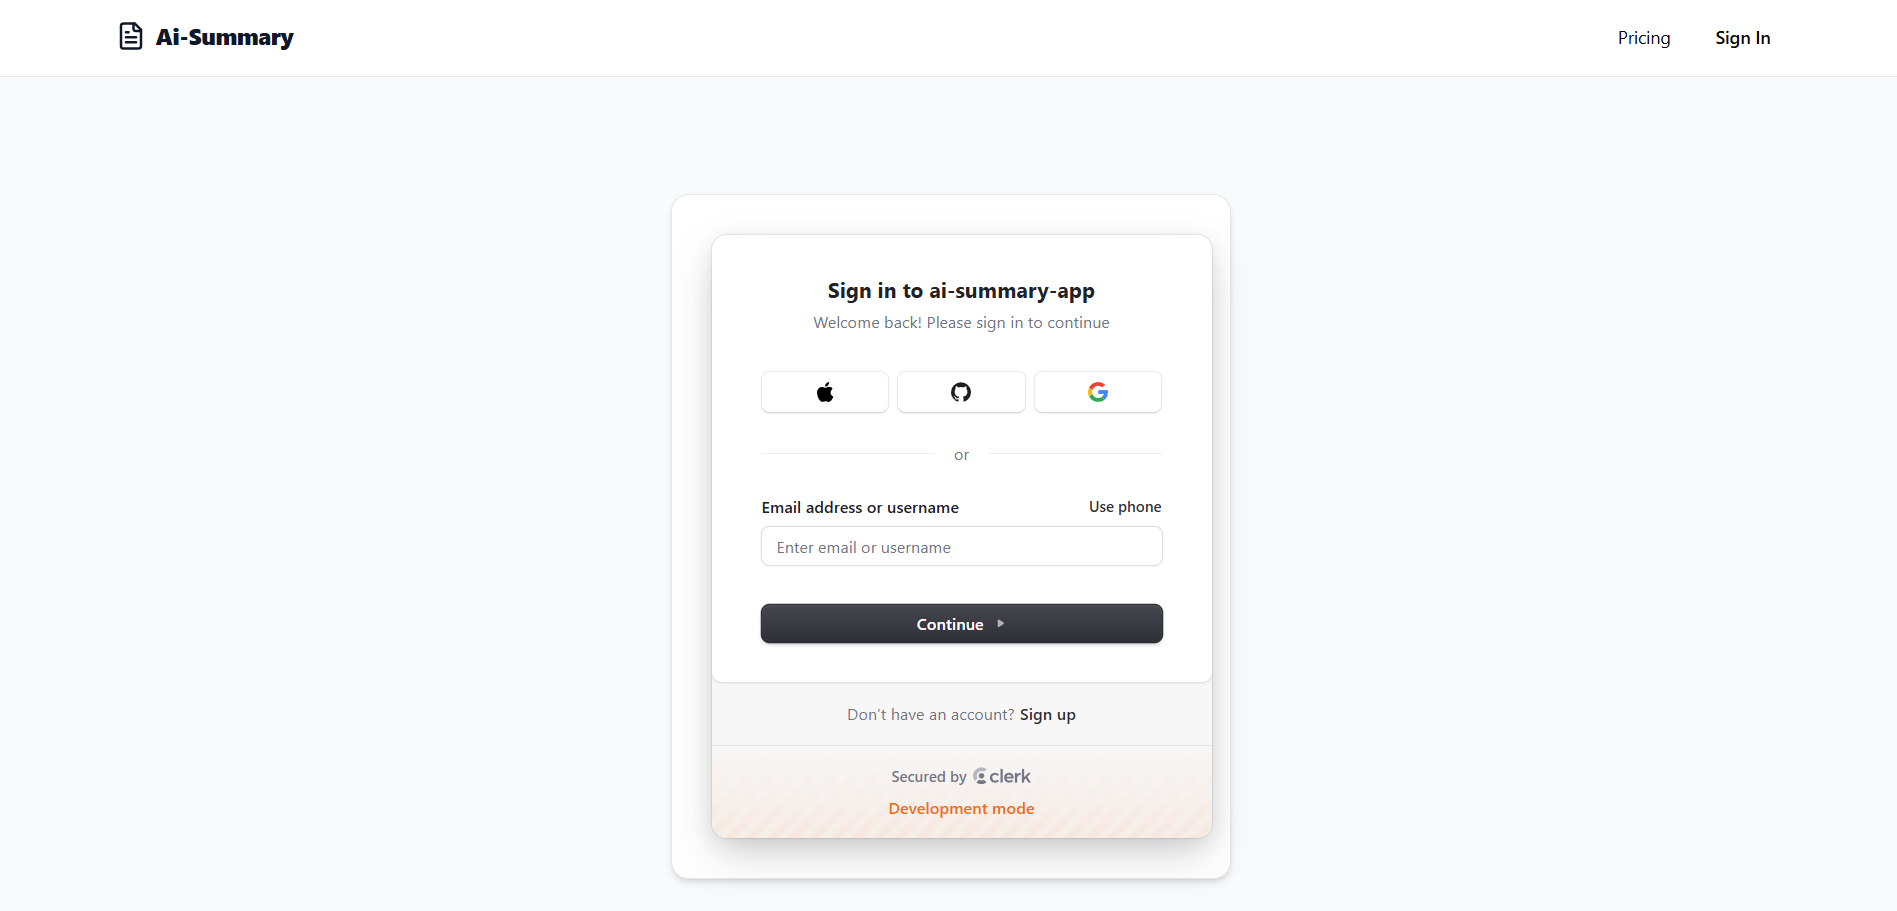 Ai-Summary
Pricing
Sign In
Sign in to ai-summary-app
Welcome back! Please sign in to continue
or
Email address or username
Use phone
Enter email or username
Continue
Don’t have an account? Sign up
Secured by clerk
Development mode